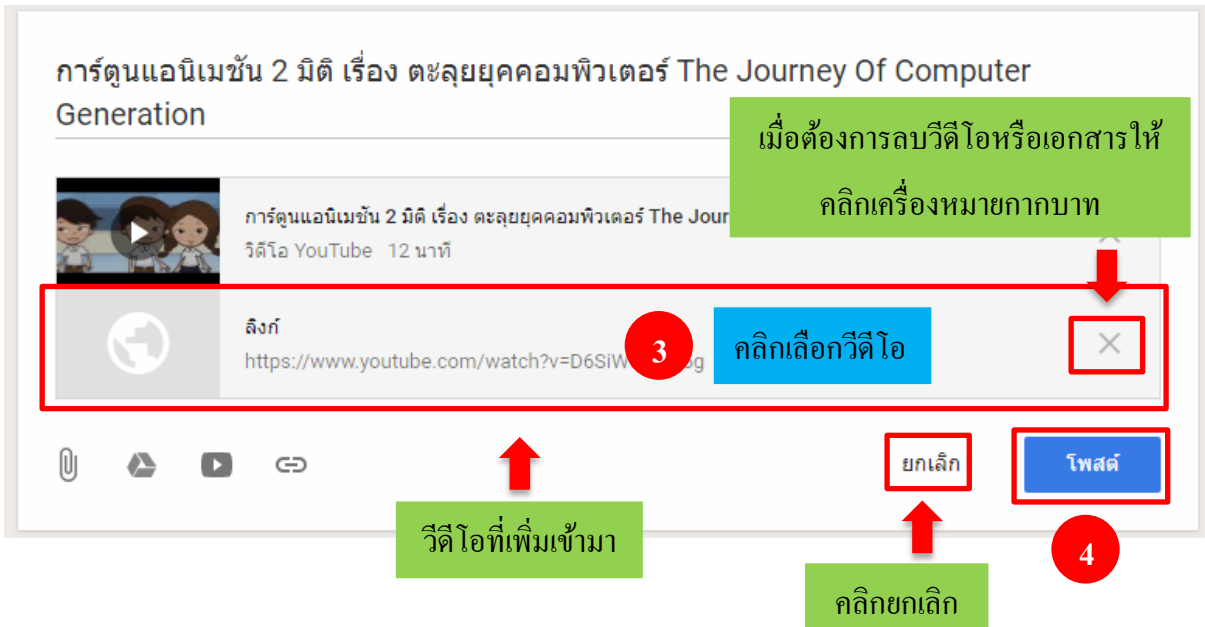 การ์ตูนแอนิเมชัน 2 มิติ เรื่อง ตะลุยยุคคอมพิวเตอร์ The Journey Of Computer
Generation
เมื่อต้องการลบวีดีโอหรือเอกสารให้
คลิกเครื่องหมายกากบาท
การ์ตูนแอนิเมชัน 2 มิติ เรื่อง ตะลุยยุคคอมพิวเตอร์ The Jour
วิดีโอ YouTube 12 นาที
ลิงก์
https://www.youtube.com/watch?v=D6SiW
3
คลิกเลือกวีดีโอ
ยกเลิก
โพสต์
วีดีโอที่เพิ่มเข้ามา
4
คลิกยกเลิก